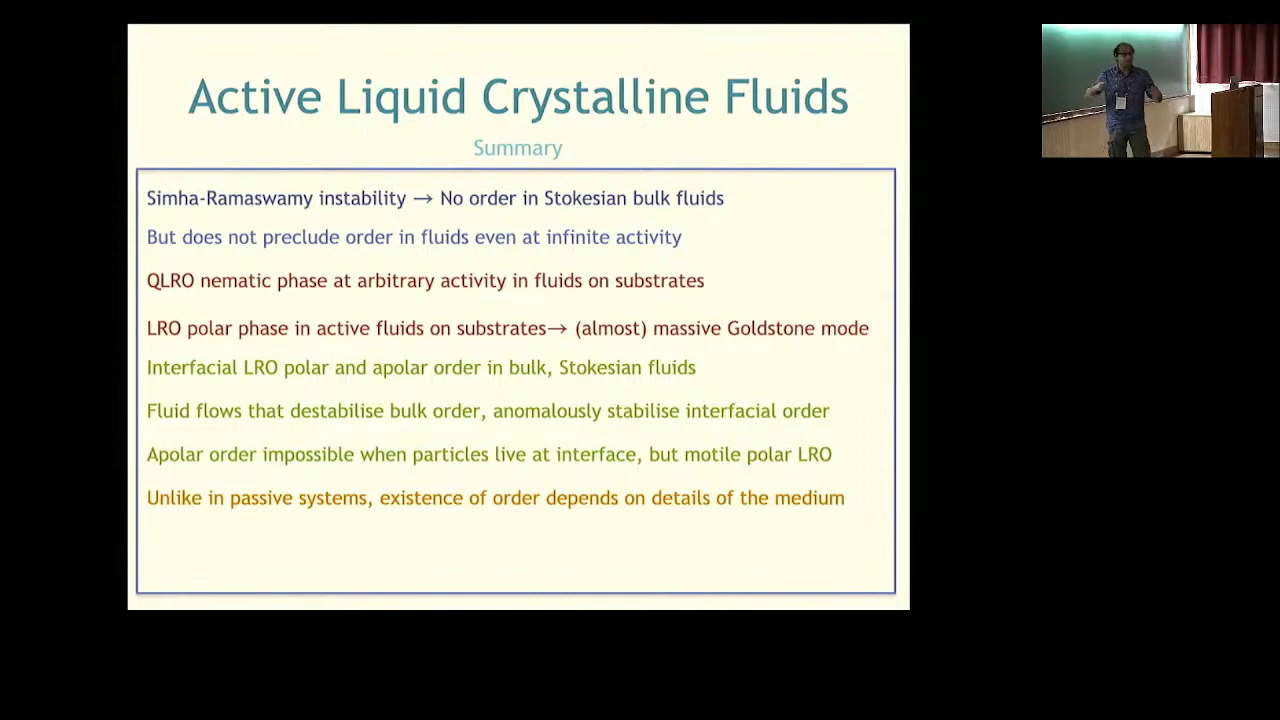 Active Liquid Crystalline Fluids
Summary
Simha-Ramaswamy instability → No order in Stokesian bulk fluids
But does not preclude order in fluids even at infinite activity
QLRO nematic phase at arbitrary activity in fluids on substrates
LRO polar phase in active fluids on substrates→ (almost) massive Goldstone mode
Interfacial LRO polar and apolar order in bulk, Stokesian fluids
Fluid flows that destabilise bulk order, anomalously stabilise interfacial order
Apolar order impossible when particles live at interface, but motile polar LRO
Unlike in passive systems, existence of order depends on details of the medium